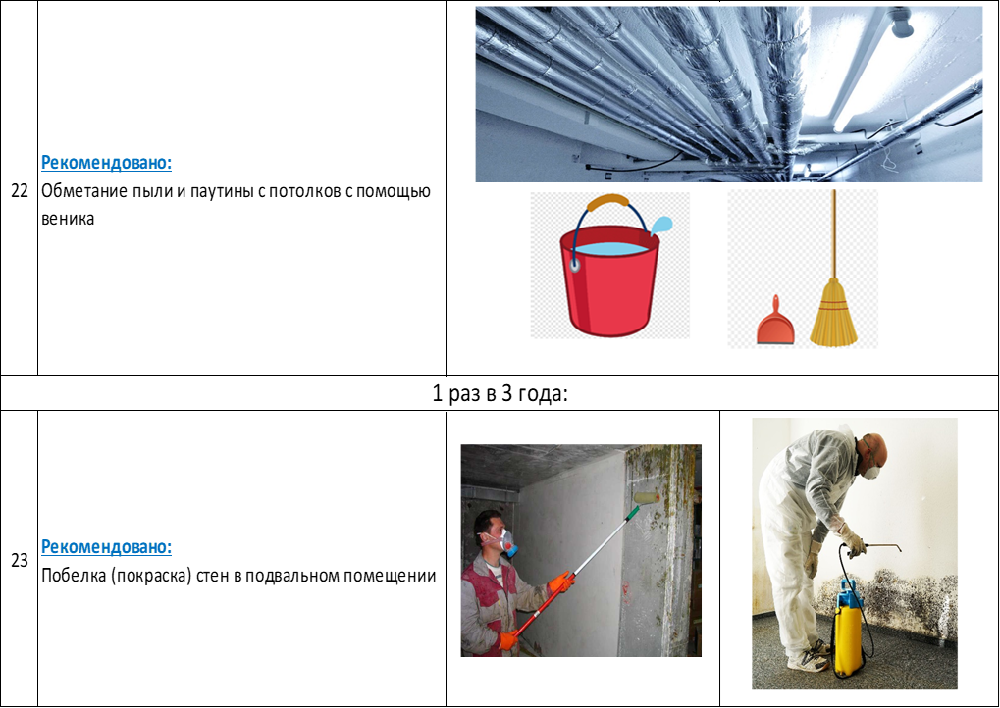 Рекомендовано:
22 Обметание пыли и паутины с потолков с помощью
веника
1 раз в 3 года:
Рекомендовано:
23 Побелка (покраска) стен в подвальном помещении